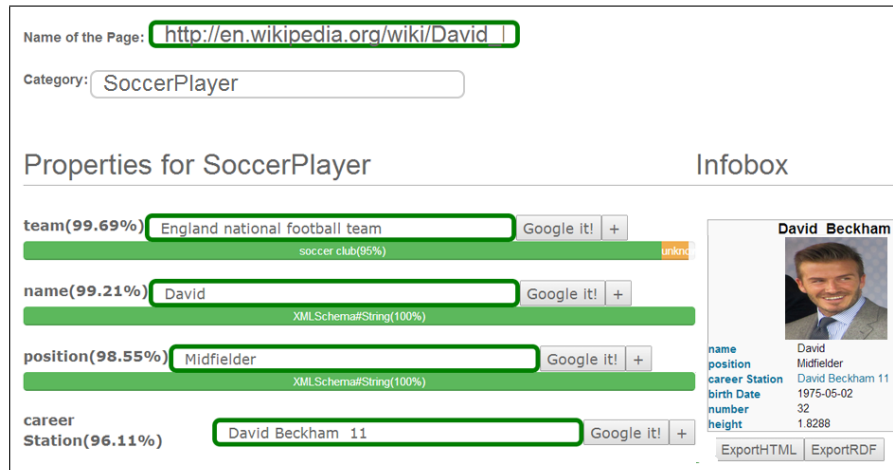 Name of the Page: http://en.wikipedia.org/wiki/David_
Category: SoccerPlayer
Properties for SoccerPlayer
team(99.69%) England national football team Google it! +
soccer club(95%)
name(99.21%) David Google it! +
XMLSchema#String(100%)
position(98.55%) Midfielder Google it! +
XMLSchema#String(100%)
career
Station(96.11%) David Beckham 11 Google it! +
Infobox
David Beckham
name David
position Midfielder
career Station David Beckham 11
birth Date 1975-05-02
number 32
height 1.8288
ExportHTML ExportRDF